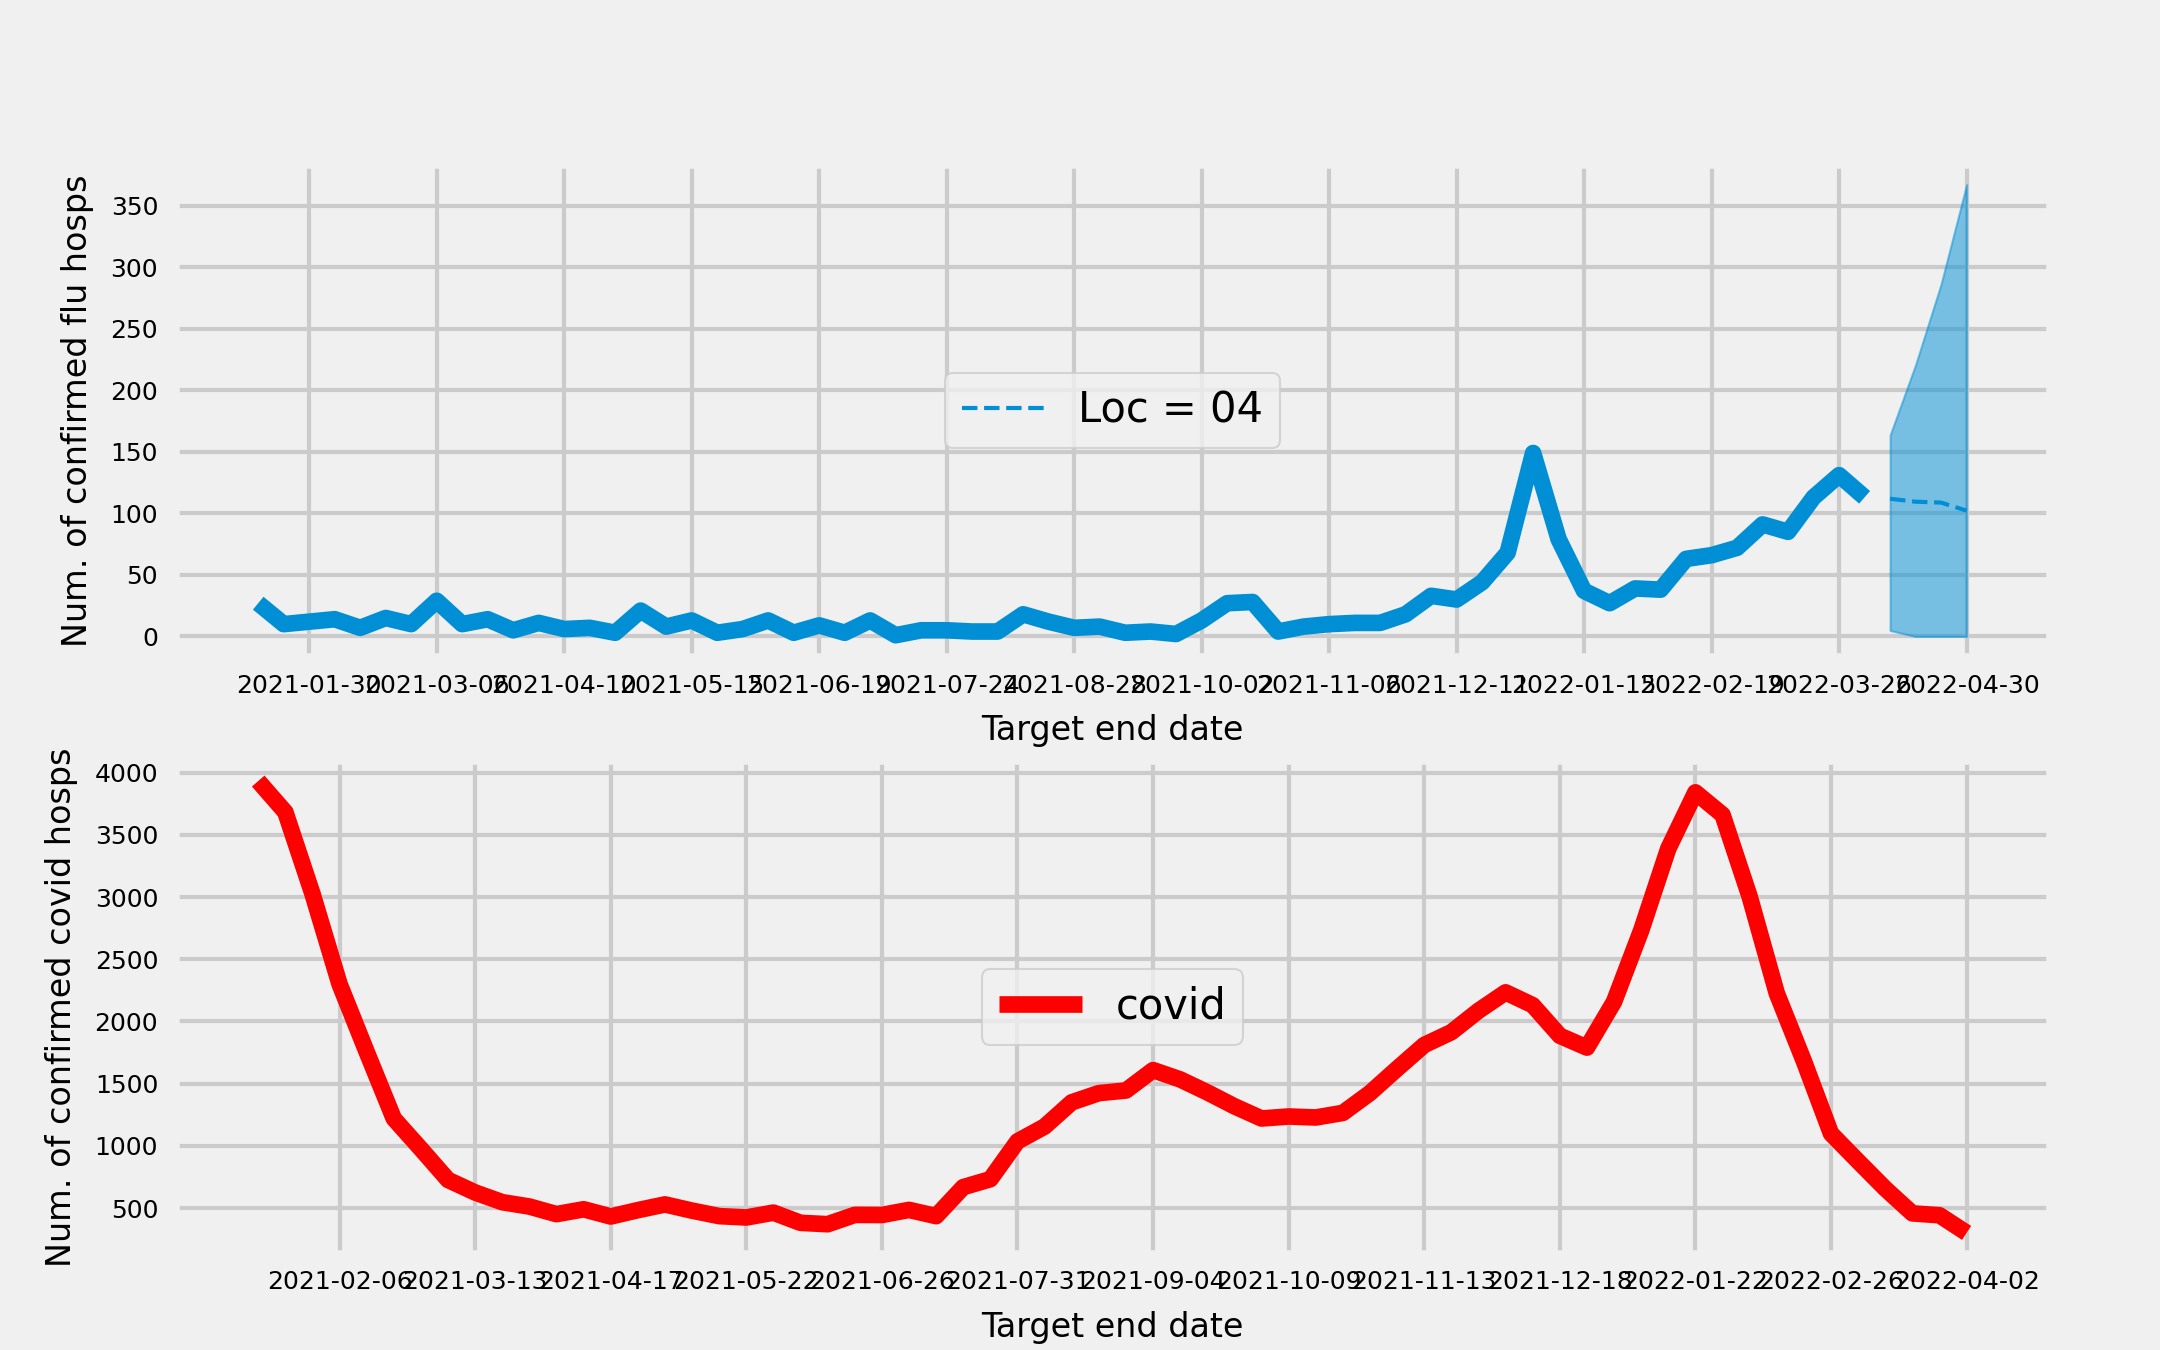 Num. of confirmed flu hosps
350
300
250
200
150
100
50
0
Loc = 04
2021-01-30 2021-03-06 2021-04-10 2021-05-15 2021-06-19 2021-07-24 2021-08-28 2021-10-02 2021-11-06 2021-12-11 2022-01-15 2022-02-19 2022-03-26 2022-04-30
Target end date
Num. of confirmed covid hosps
4000
3500
3000
2500
2000
1500
1000
500
covid
2021-02-06 2021-03-13 2021-04-17 2021-05-22 2021-06-26 2021-07-31 2021-09-04 2021-10-09 2021-11-13 2021-12-18 2022-01-22 2022-02-26 2022-04-02
Target end date